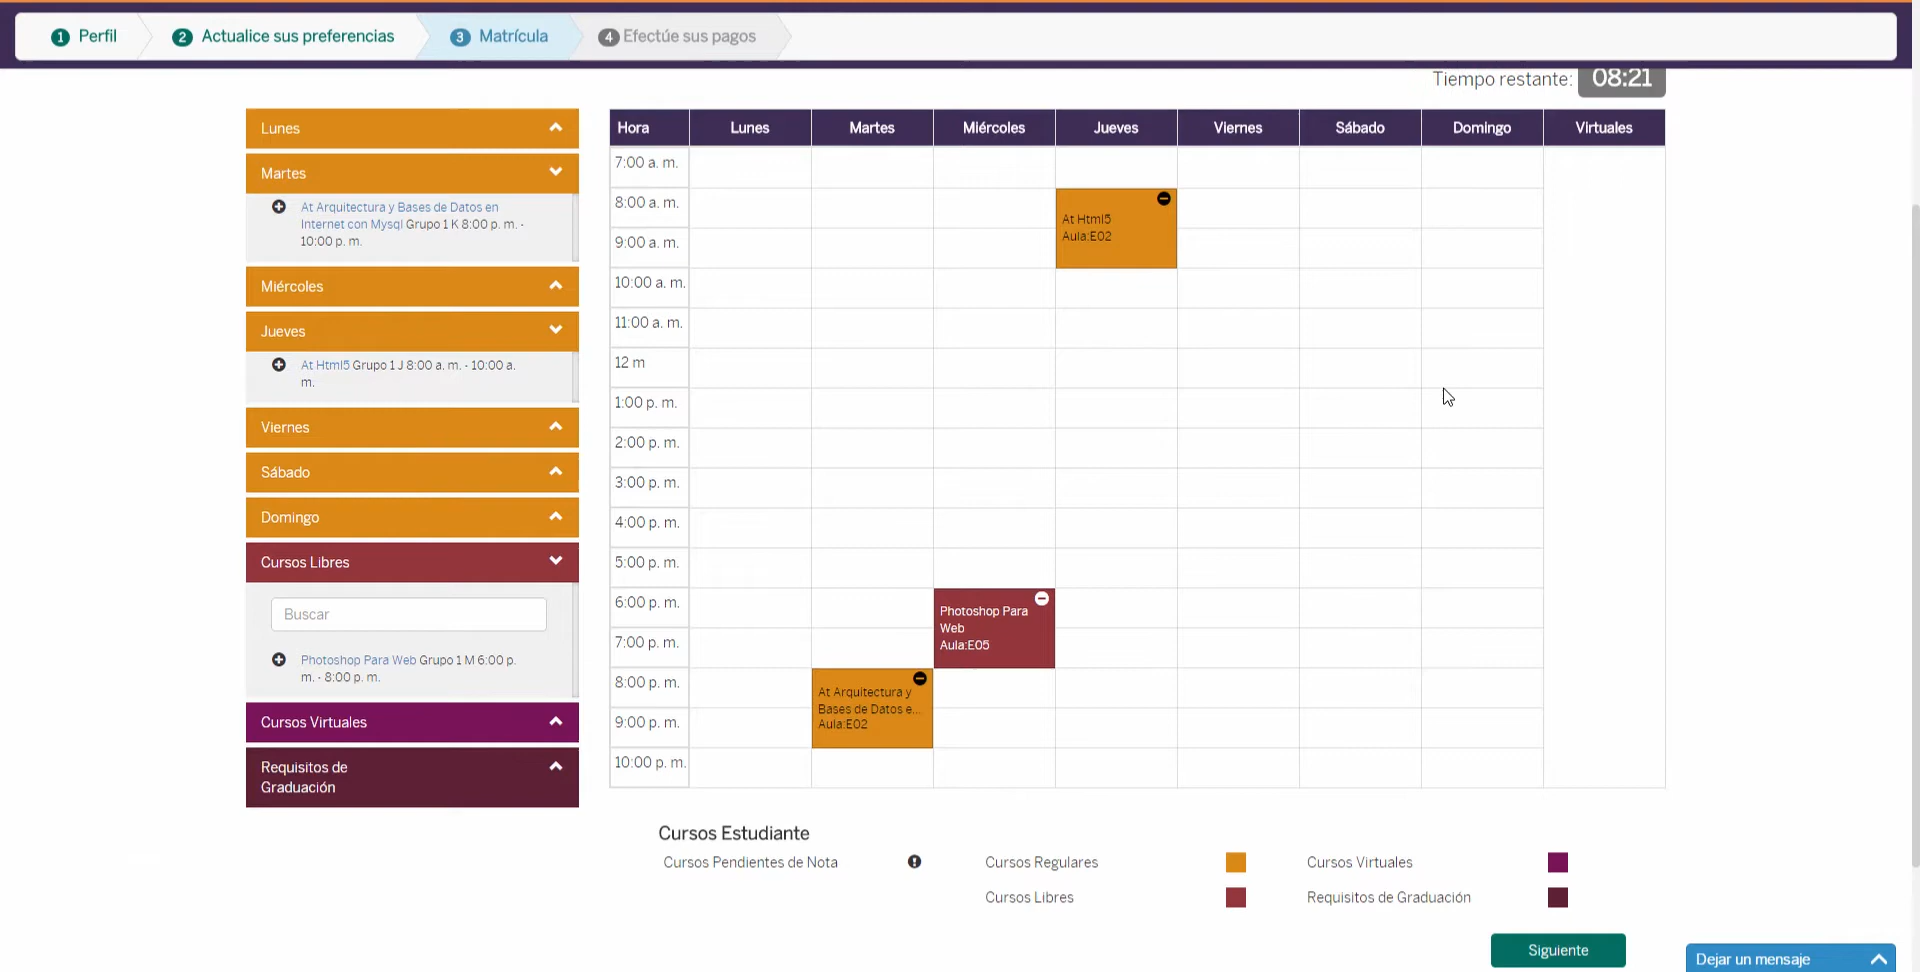 1 Perfil
2 Actualice sus preferencias
3 Matrícula
4 Efectúe sus pagos
Tiempo restante: 08:21
Lunes
Martes
At Arquitectura y Bases de Datos en
Internet con Mysql Grupo 1 K 8:00 p. m. -
10:00 p. m.
Miércoles
Jueves
At Html5 Grupo 1 J 8:00 a. m. - 10:00 a.
m.
Viernes
Sábado
Domingo
Cursos Libres
Buscar
Photoshop Para Web Grupo 1 M 6:00 p.
m. - 8:00 p. m.
Cursos Virtuales
Requisitos de
Graduación
Hora Lunes Martes Miércoles Jueves Viernes Sábado Domingo Virtuales
7:00 a. m.
8:00 a. m.
At Html5
Aula:E02
9:00 a. m.
10:00 a. m.
11:00 a. m.
12 m
1:00 p. m.
2:00 p. m.
3:00 p. m.
4:00 p. m.
5:00 p. m.
6:00 p. m.
Photoshop Para
Web
Aula:E05
7:00 p. m.
8:00 p. m.
At Arquitectura y
Bases de Datos e...
Aula:E02
9:00 p. m.
10:00 p. m.
Cursos Estudiante
Cursos Pendientes de Nota
Cursos Regulares
Cursos Virtuales
Cursos Libres
Requisitos de Graduación
Siguiente
Dejar un mensaje